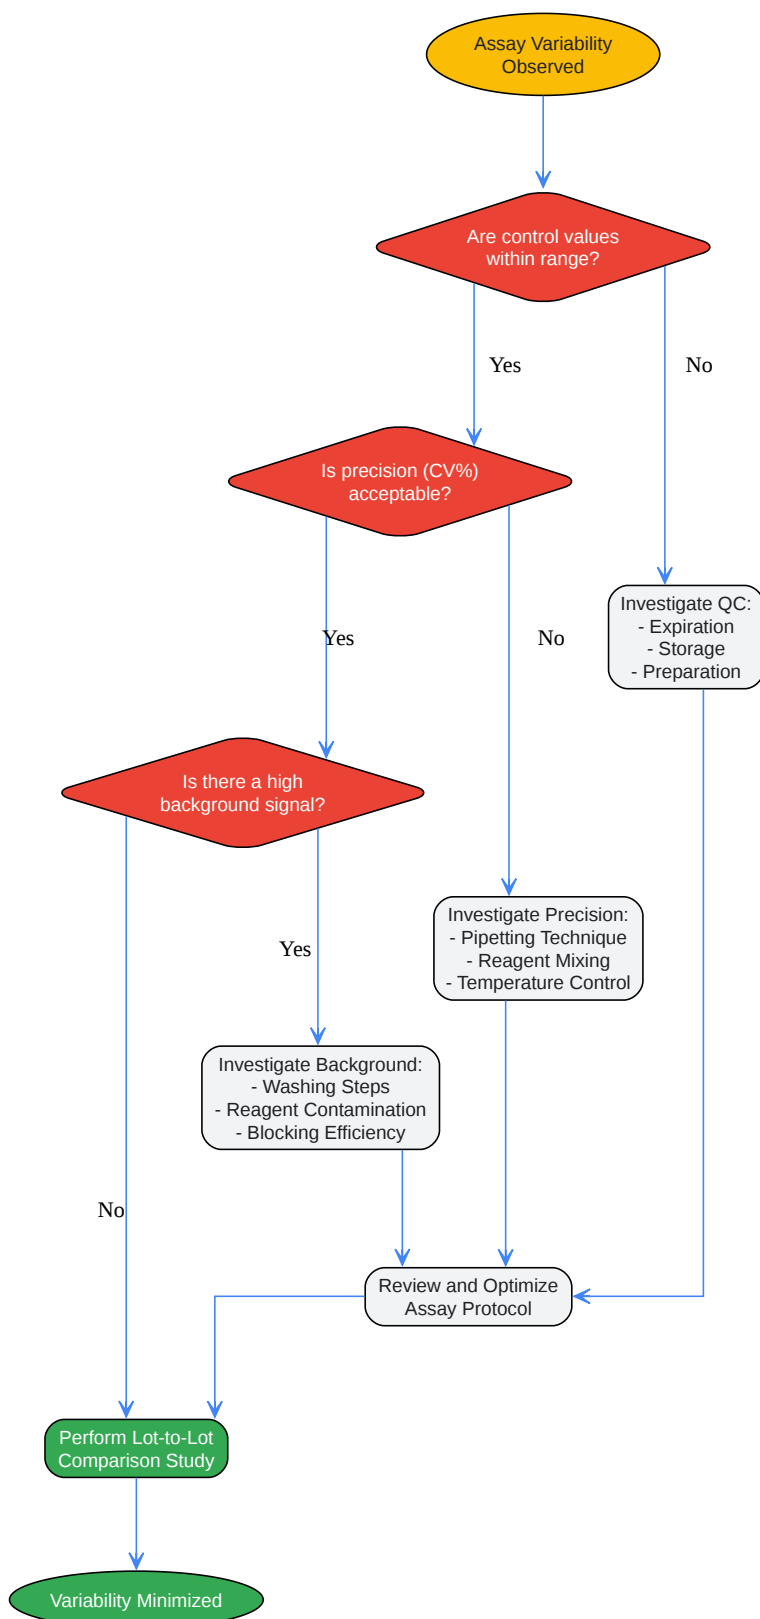 Assay Variability
Observed
Are control values
within range?
Yes
No
Is precision (CV%)
acceptable?
Investigate QC:
- Expiration
- Storage
- Preparation
Yes
No
Is there a high
background signal?
Investigate Precision:
- Pipetting Technique
- Reagent Mixing
- Temperature Control
Yes
Investigate Background:
- Washing Steps
- Reagent Contamination
- Blocking Efficiency
No
Review and Optimize
Assay Protocol
Perform Lot-to-Lot
Comparison Study
Variability Minimized